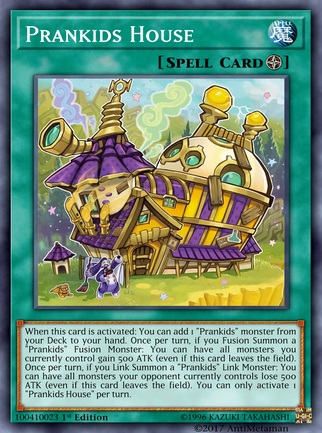 Prankids House
[Spell Card]
When this card is activated: You can add 1 "Prankids" monster from
your Deck to your hand. Once per turn, if you Fusion Summon a
"Prankids" Fusion Monster: You can have all monsters you
currently control gain 500 ATK (even if this card leaves the field).
Once per turn, if you Link Summon a "Prankids" Link Monster: You
can have all monsters your opponent currently controls lose 500
ATK (even if this card leaves the field). You can only activate 1
"Prankids House" per turn.
100410023 1st Edition
©1996 KAZUKI TAKAHASHI
©2017 AntiMetaman